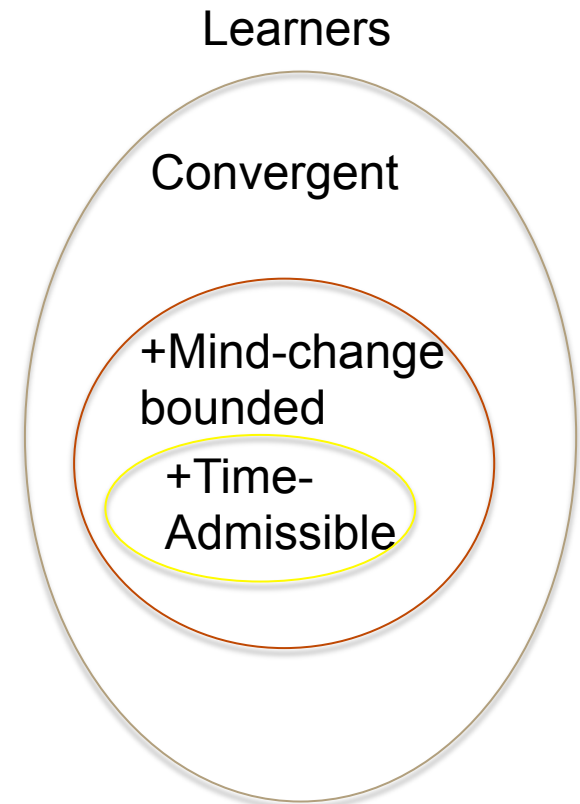 Learners
Convergent
+Mind-change
bounded
+Time-
Admissible